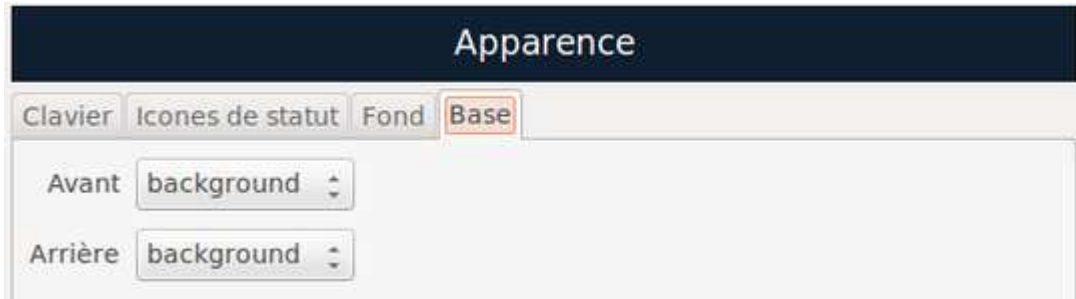 Apparence
Clavier Icones de statut Fond Base
Avant background
Arrière background